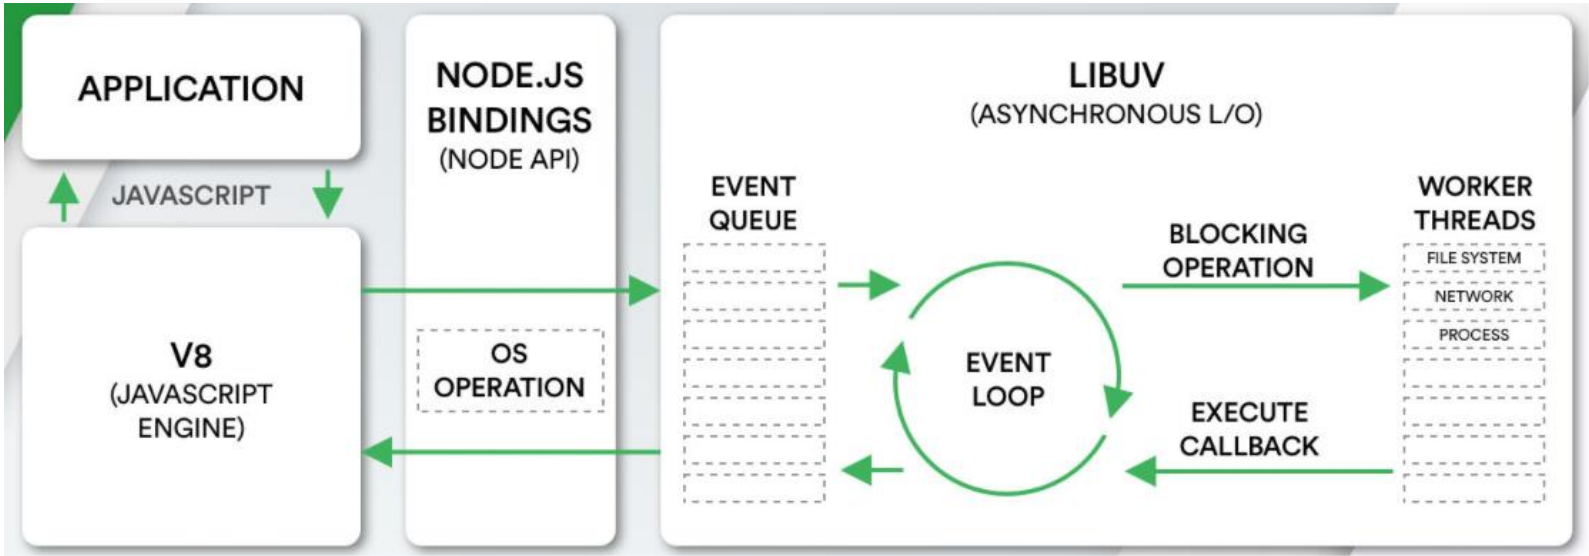 APPLICATION
JAVASCRIPT
V8
(JAVASCRIPT
ENGINE)
NODE.JS
BINDINGS
(NODE API)
OS
OPERATION
LIBUV
(ASYNCHRONOUS L/O)
EVENT
QUEUE
EVENT
LOOP
BLOCKING
OPERATION
EXECUTE
CALLBACK
WORKER
THREADS
FILE SYSTEM
NETWORK
PROCESS